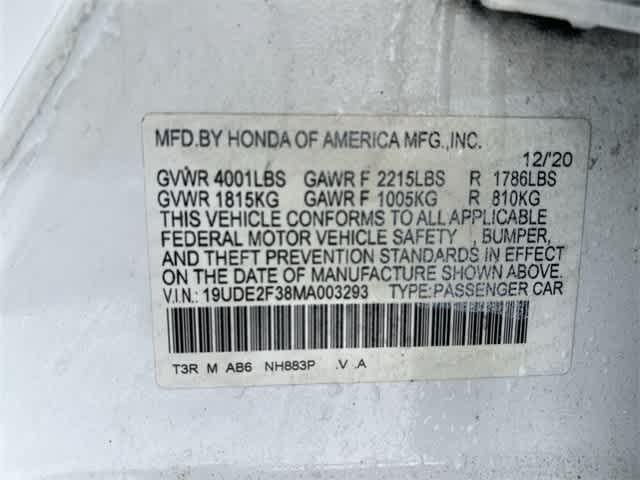 MFD.BY HONDA OF AMERICA MFG.,INC.
12/'20
GVWR 4001LBS GAWR F 2215LBS R 1786LBS
GVWR 1815KG GAWR F 1005KG R 810KG
THIS VEHICLE CONFORMS TO ALL APPLICABLE
FEDERAL MOTOR VEHICLE SAFETY , BUMPER,
AND THEFT PREVENTION STANDARDS IN EFFECT
ON THE DATE OF MANUFACTURE SHOWN ABOVE.
V.I.N.: 19UDE2F38MA003293 TYPE:PASSENGER CAR
T3R M AB6 NH883P .V .A